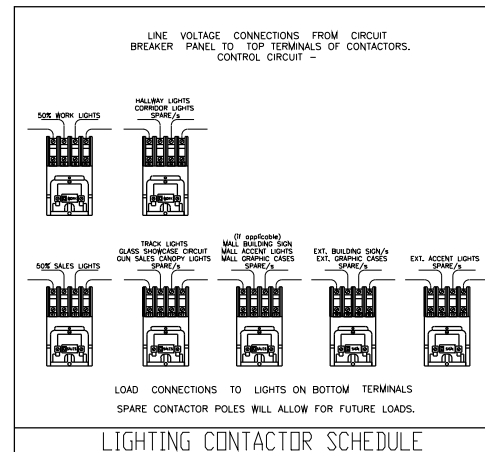 LINE VOLTAGE CONNECTIONS FROM CIRCUIT
BREAKER PANEL TO TOP TERMINALS OF CONTACTORS.
CONTROL CIRCUIT –
50% WORK LIGHTS
HALLWAY LIGHTS
CORRIDOR LIGHTS
SPARE/s
50% SALES LIGHTS
TRACK LIGHTS
GLASS SHOWCASE CIRCUIT
GUN SALES CANOPY LIGHTS
SPARE/s
(if applicable)
MALL BUILDING SIGN
MALL ACCENT LIGHTS
MALL GRAPHIC CASES
SPARE/s
EXT. BUILDING SIGN/s
EXT. GRAPHIC CASES
SPARE/s
EXT. ACCENT LIGHTS
SPARE/s
LOAD CONNECTIONS TO LIGHTS ON BOTTOM TERMINALS
SPARE CONTACTOR POLES WILL ALLOW FOR FUTURE LOADS.
LIGHTING CONTACTOR SCHEDULE